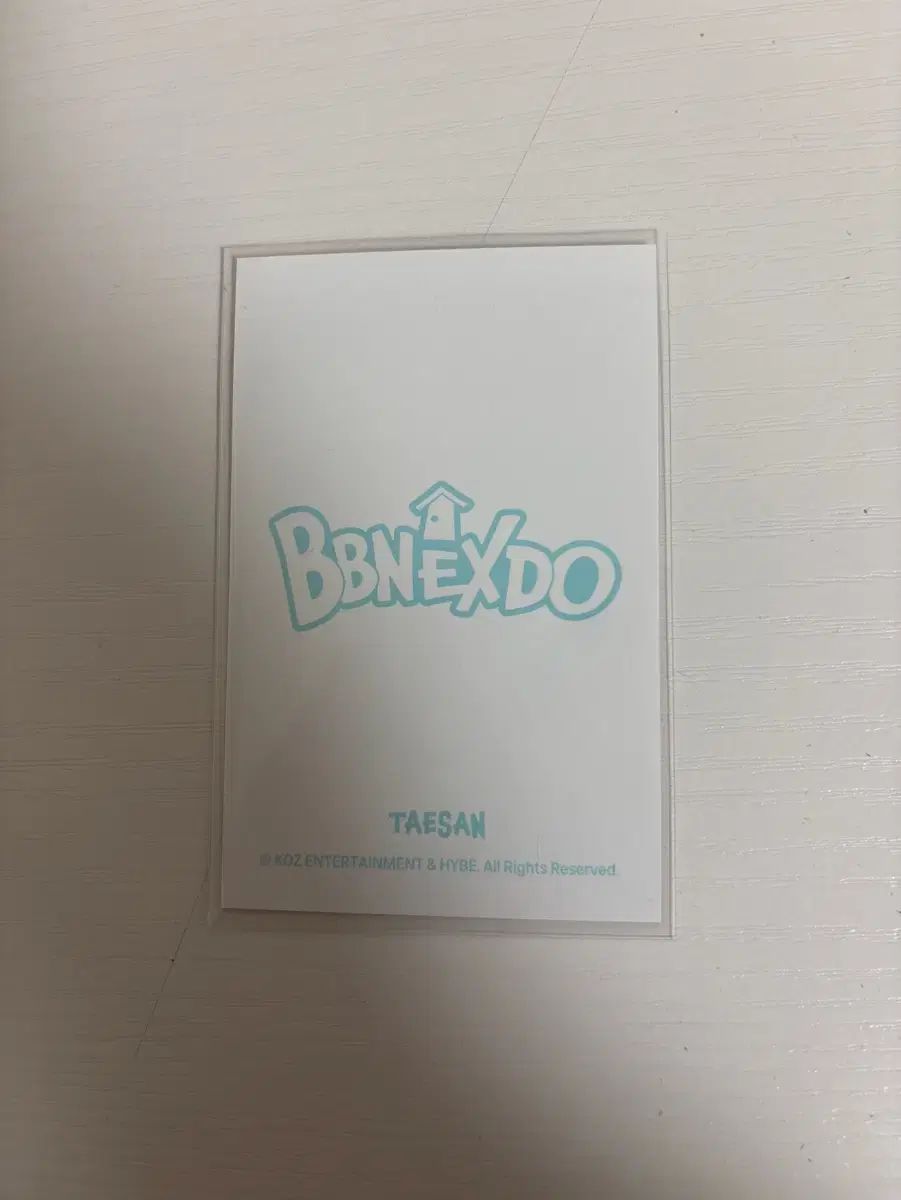 BBNEXDO
TAESAN
© KOZ ENTERTAINMENT & HYBE. All Rights Reserved.